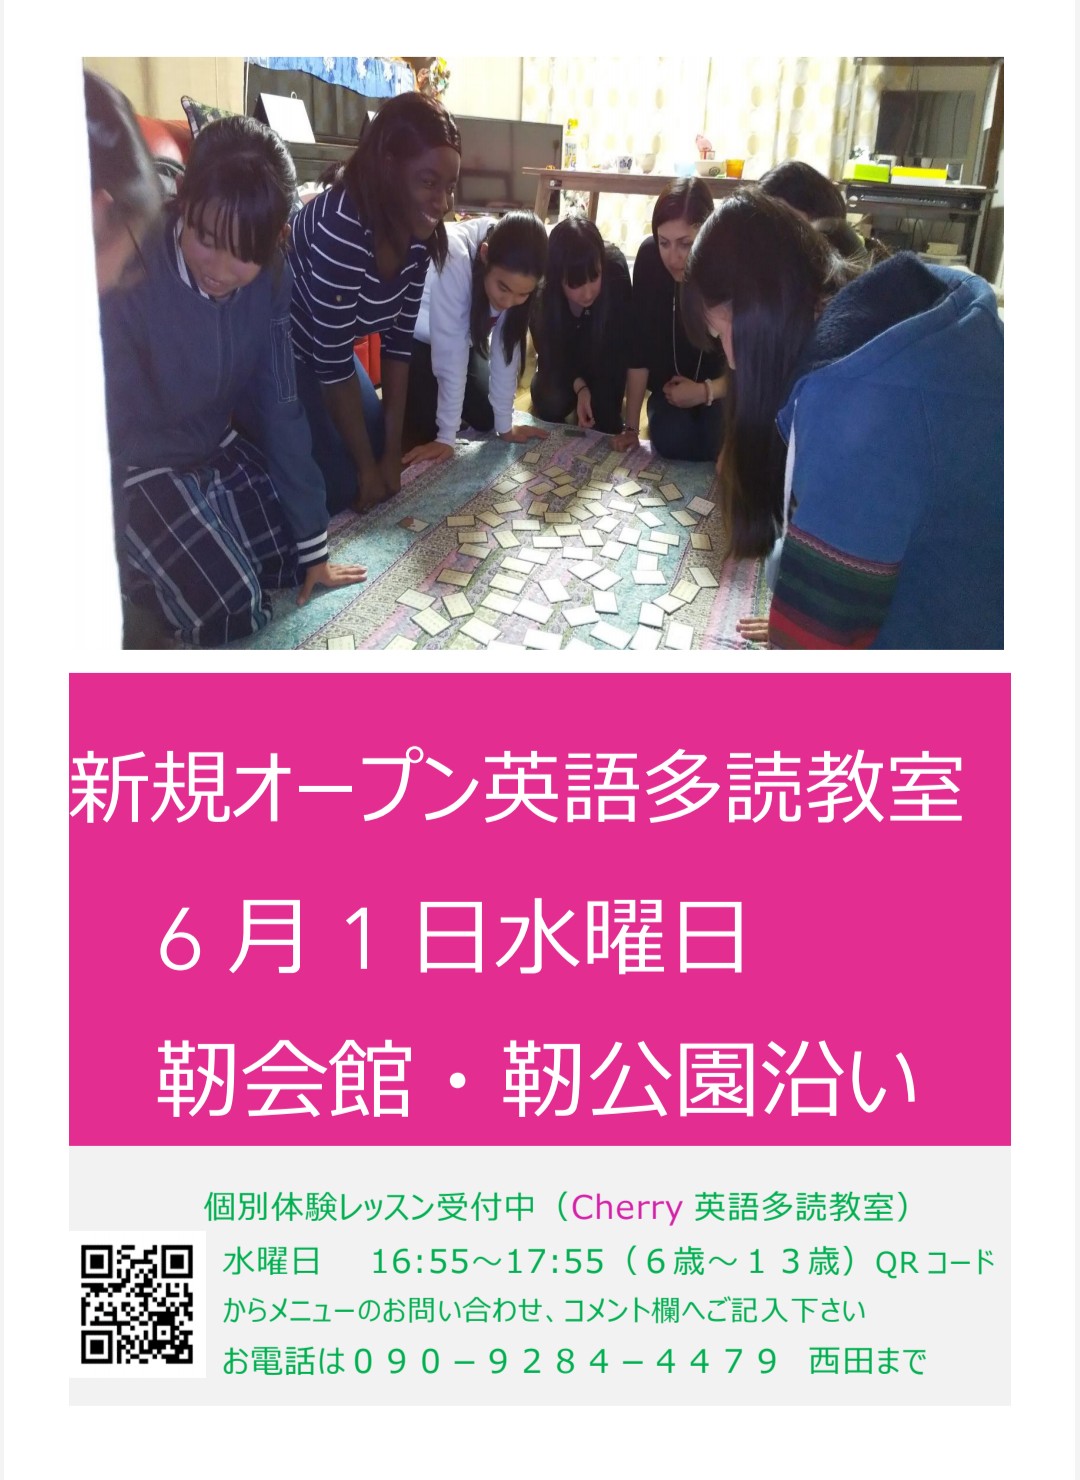 新規オープン英語多読教室
6月1日水曜日
靭会館・靭公園沿い
個別体験レッスン受付中（Cherry 英語多読教室）
水曜日　16:55～17:55（６歳～１３歳）QRコード
からメニューのお問い合わせ、コメント欄へご記入下さい
お電話は０９０－９２８４－４４７９　西田まで